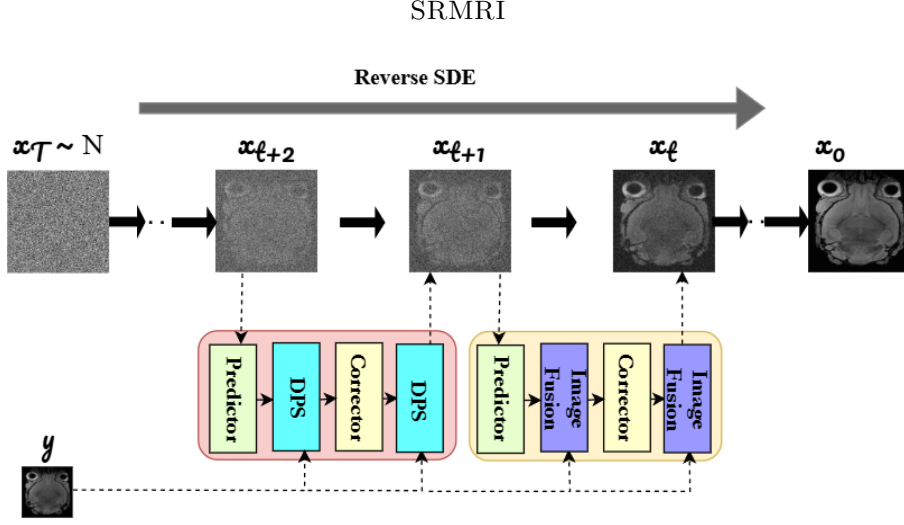 SRMRI
Reverse SDE
x_T ~ N
x_{t+2}
x_{t+1}
x_t
x_0
Predictor
DPS
Corrector
DPS
Predictor
Image
Fusion
Corrector
Image
Fusion
y